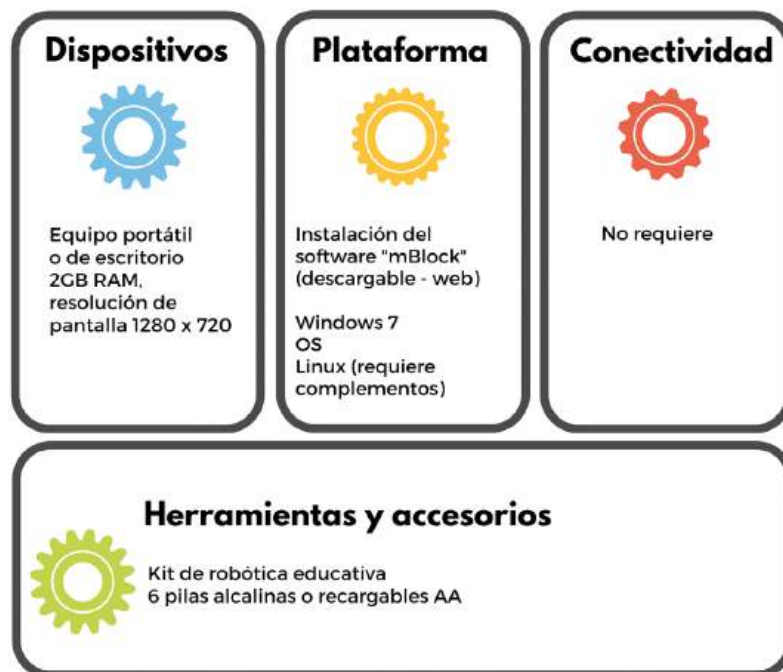 Dispositivos
Equipo portátil
o de escritorio
2GB RAM,
resolución de
pantalla 1280 x 720
Plataforma
Instalación del
software "mBlock"
(descargable - web)
Windows 7
OS
Linux (requiere
complementos)
Conectividad
No requiere
Herramientas y accesorios
Kit de robótica educativa
6 pilas alcalinas o recargables AA